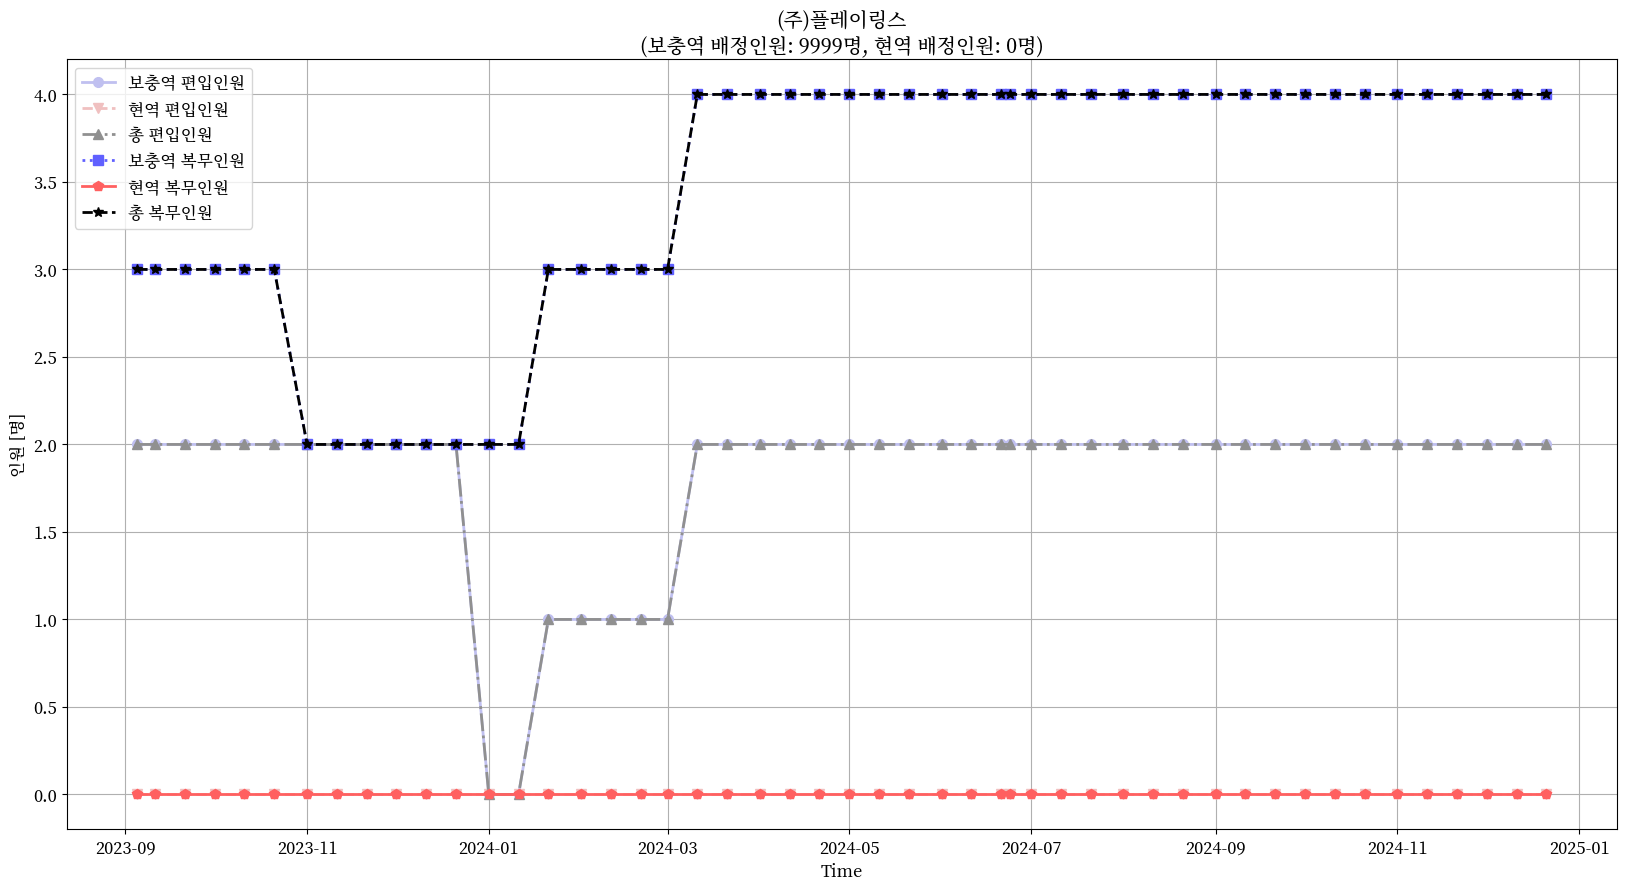 (주)플레이링스
(보충역 배정인원: 9999명, 현역 배정인원: 0명)
보충역 편입인원
현역 편입인원
총 편입인원
보충역 복무인원
현역 복무인원
총 복무인원
인원 [명]
4.0
3.5
3.0
2.5
2.0
1.5
1.0
0.5
0.0
2023-09 2023-11 2024-01 2024-03 2024-05 2024-07 2024-09 2024-11 2025-01
Time